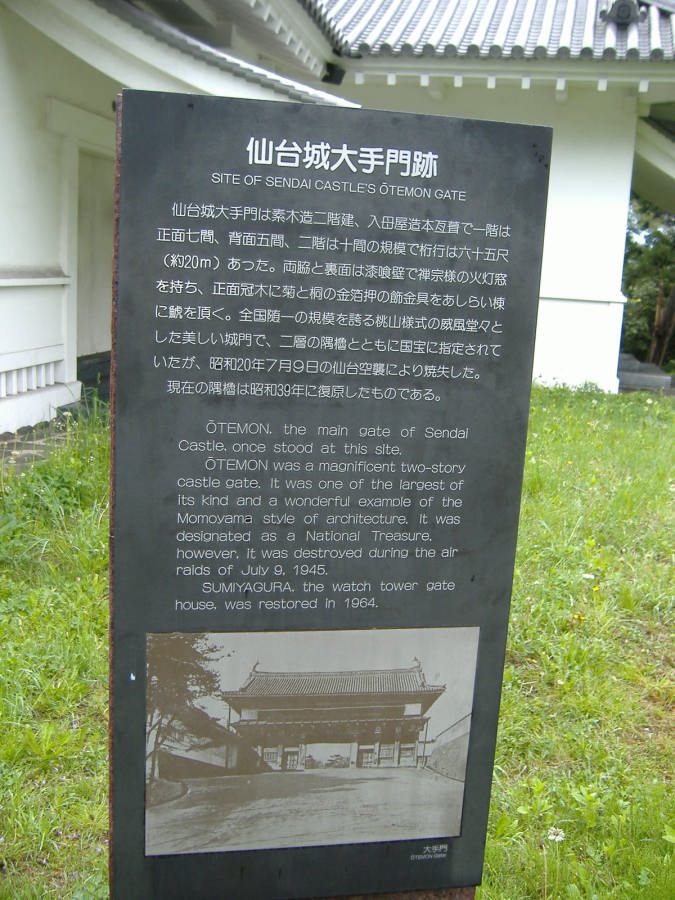 仙台城大手門跡
SITE OF SENDAI CASTLE'S ŌTEMON GATE
仙台城大手門は素木造二階建、入母屋造本瓦葺で一階は
正面七間、背面五間、二階は十間の規模で桁行は六十五尺
（約20m）あった。両脇と裏面は漆喰壁で禅宗様の火灯窓
を持ち、正面冠木に菊と桐の金箔押の飾金具をあしらい棟
に鯱を頂く。全国随一の規模を誇る桃山様式の威風堂々と
した美しい城門で、二層の隅櫓とともに国宝に指定されて
いたが、昭和20年7月9日の仙台空襲により焼失した。
現在の隅櫓は昭和39年に復原したものである。
ŌTEMON, the main gate of Sendai
Castle, once stood at this site.
ŌTEMON was a magnificent two-story
castle gate. It was one of the largest of
its kind and a wonderful example of the
Momoyama style of architecture. It was
designated as a National Treasure,
however, it was destroyed during the air
raids of July 9, 1945.
SUMIYAGURA, the watch tower gate
house, was restored in 1964.
大手門
ŌTEMON Gate